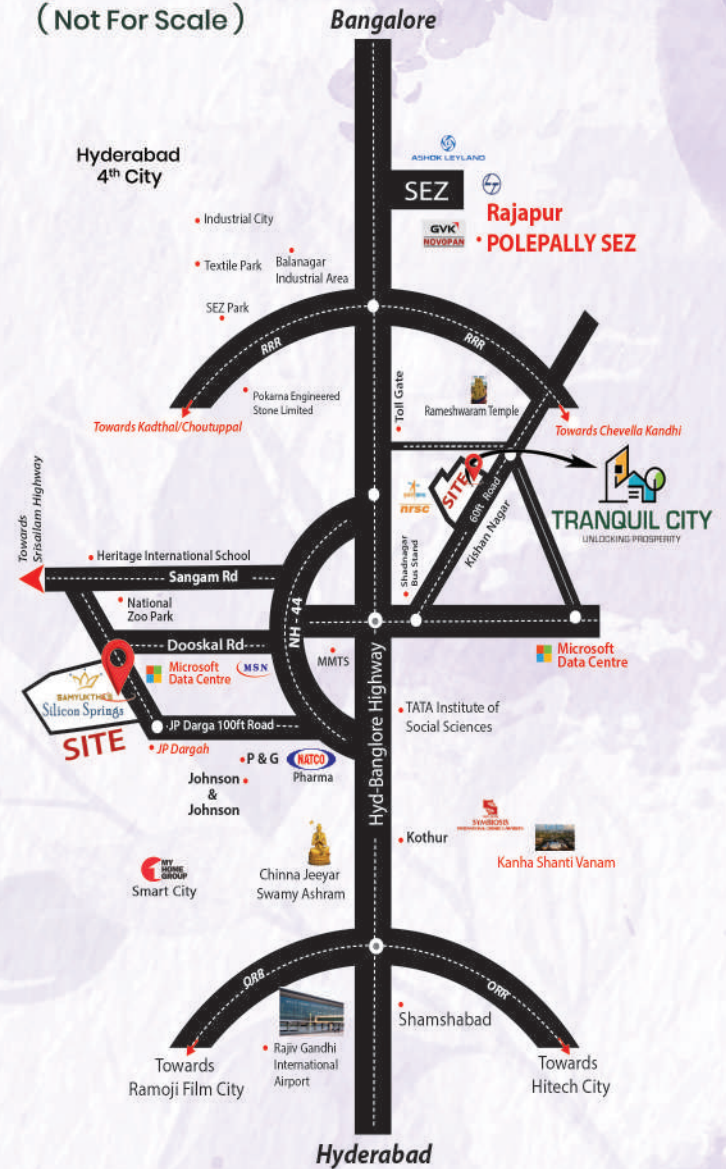 ( Not For Scale )
Bangalore
ASHOK LEYLAND
Hyderabad
4th City
SEZ
Rajapur
GVK
NOVOPAN
POLEPALLY SEZ
Industrial City
Textile Park
Balanagar
Industrial Area
SEZ Park
RRR
RRR
Pokarna Engineered
Stone Limited
Toll Gate
Rameshwaram Temple
Towards Kadthal/Choutuppal
Towards Chevella Kandhi
SITE
60ft Road
Kishan Nagar
nrsc
TRANQUIL CITY
UNLOCKING PROSPERITY
Towards
Srisailam Highway
Shadnagar
Bus Stand
Heritage International School
Sangam Rd
NH - 44
National
Zoo Park
Dooskal Rd
MMTS
Microsoft
Data Centre
Microsoft
Data Centre
MSN
SAMYUKTHE'S
Silicon Springs
SITE
JP Darga 100ft Road
JP Dargah
Hyd-Banglore Highway
TATA Institute of
Social Sciences
P & G
NATCO
Pharma
Johnson
&
Johnson
SYMBIOSIS
Kothur
Kanha Shanti Vanam
MY
HOME
GROUP
Smart City
Chinna Jeeyar
Swamy Ashram
ORB
ORR
Shamshabad
Rajiv Gandhi
International
Airport
Towards
Ramoji Film City
Towards
Hitech City
Hyderabad